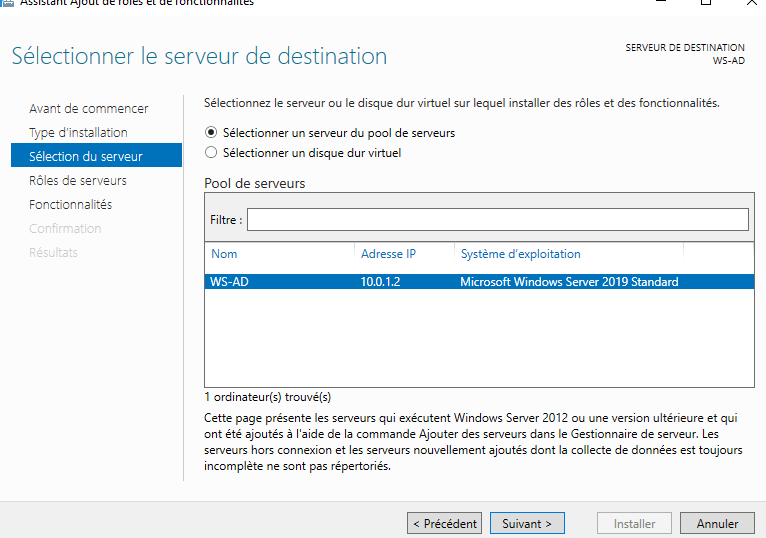 Assistant Ajout de rôles et de fonctionnalités
Sélectionner le serveur de destination
SERVEUR DE DESTINATION
WS-AD
Avant de commencer
Type d'installation
Sélection du serveur
Rôles de serveurs
Fonctionnalités
Confirmation
Résultats
Sélectionnez le serveur ou le disque dur virtuel sur lequel installer des rôles et des fonctionnalités.
Sélectionner un serveur du pool de serveurs
Sélectionner un disque dur virtuel
Pool de serveurs
Filtre :
Nom Adresse IP Système d'exploitation
WS-AD 10.0.1.2 Microsoft Windows Server 2019 Standard
1 ordinateur(s) trouvé(s)
Cette page présente les serveurs qui exécutent Windows Server 2012 ou une version ultérieure et qui
ont été ajoutés à l'aide de la commande Ajouter des serveurs dans le Gestionnaire de serveur. Les
serveurs hors connexion et les serveurs nouvellement ajoutés dont la collecte de données est toujours
incomplète ne sont pas répertoriés.
< Précédent Suivant > Installer Annuler